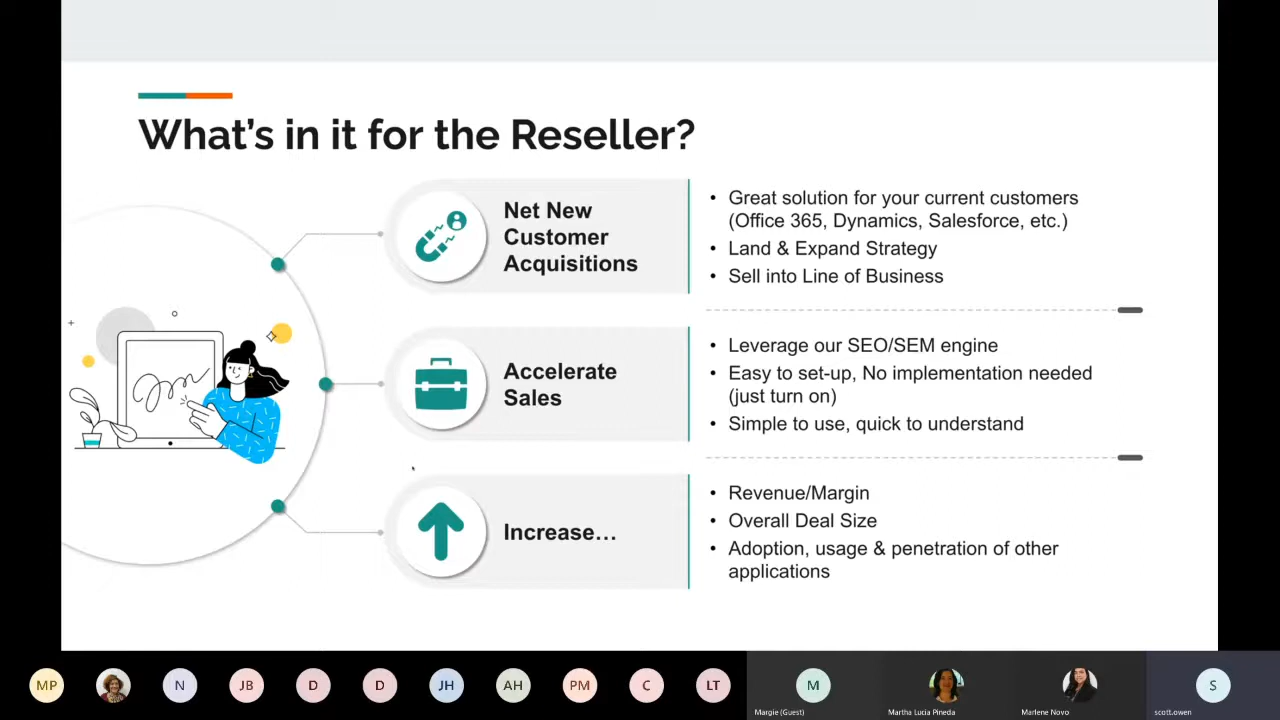 What's in it for the Reseller?
Net New
Customer
Acquisitions
• Great solution for your current customers
(Office 365, Dynamics, Salesforce, etc.)
• Land & Expand Strategy
• Sell into Line of Business
Accelerate
Sales
• Leverage our SEO/SEM engine
• Easy to set-up, No implementation needed
(just turn on)
• Simple to use, quick to understand
Increase...
• Revenue/Margin
• Overall Deal Size
• Adoption, usage & penetration of other
applications
MP
N
JB
D
D
JH
AH
PM
C
LT
M
S
Margie (Guest)
Martha Lucia Pineda
Marlene Novo
scott.owen